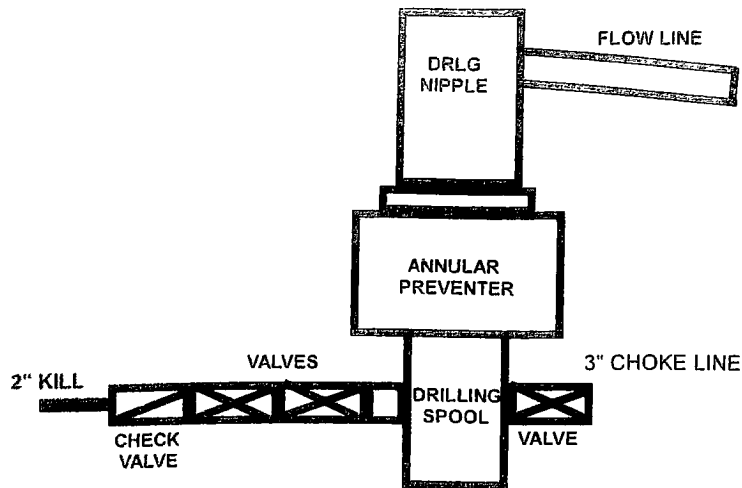 FLOW LINE
DRLG
NIPPLE
ANNULAR
PREVENTER
VALVES
3" CHOKE LINE
2" KILL
DRILLING
SPOOL
CHECK
VALVE
VALVE